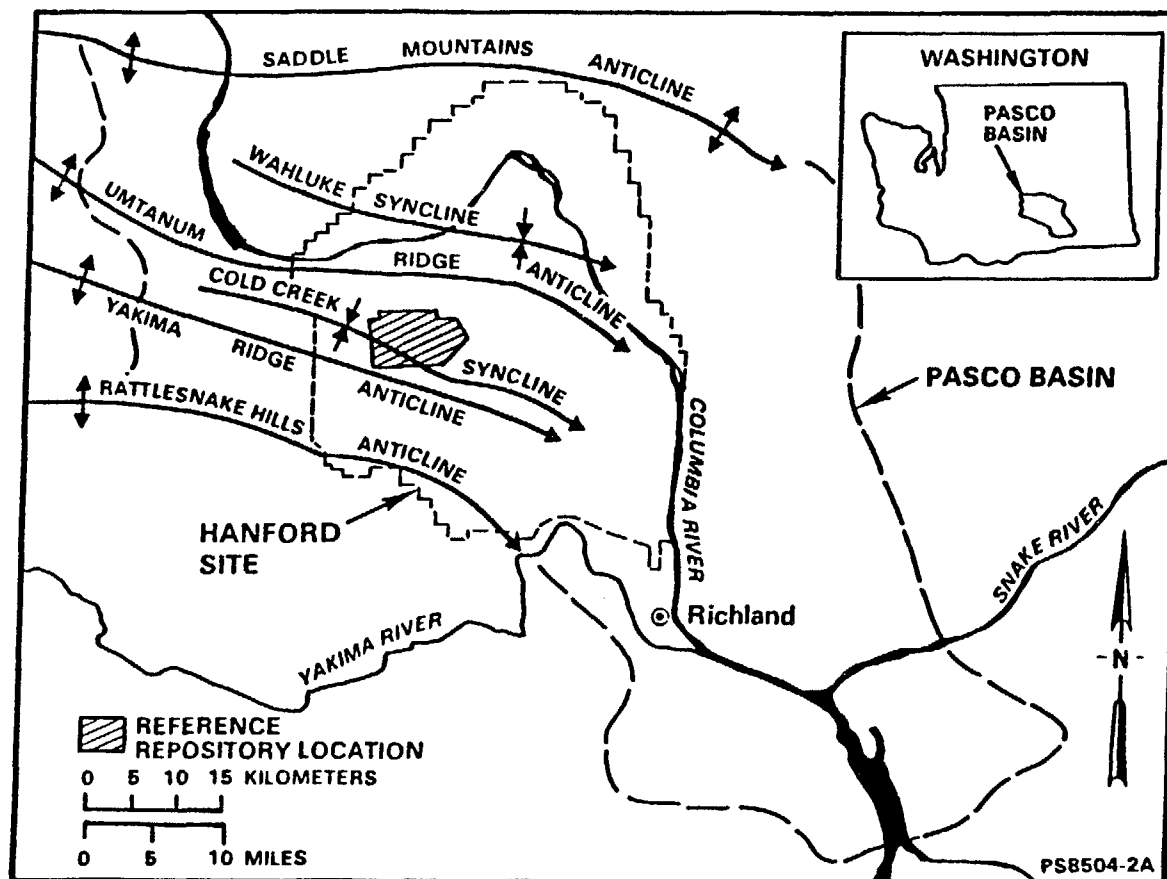 SADDLE MOUNTAINS ANTICLINE
WASHINGTON
PASCO
BASIN
WAHLUKE SYNCLINE
UMTANUM RIDGE ANTICLINE
COLD CREEK SYNCLINE
YAKIMA RIDGE ANTICLINE
RATTLESNAKE HILLS ANTICLINE
PASCO BASIN
COLUMBIA RIVER
HANFORD
SITE
SNAKE RIVER
Richland
YAKIMA RIVER
N
REFERENCE
REPOSITORY LOCATION
0 5 10 15 KILOMETERS
0 5 10 MILES
PS8504-2A